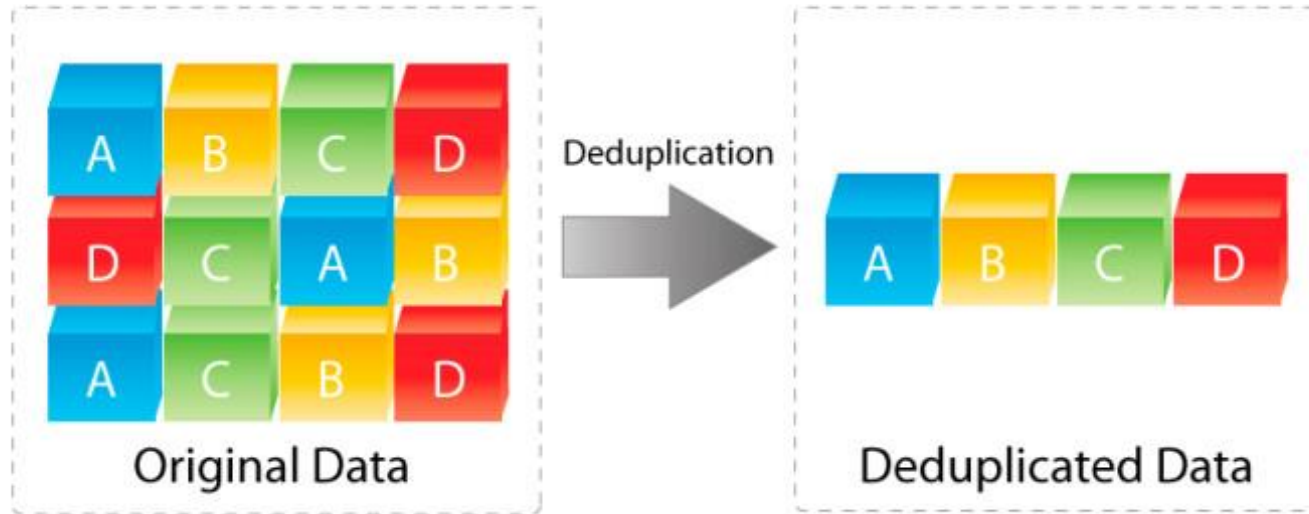 A B C D
D C A B
A C B D
Original Data
Deduplication
A B C D
Deduplicated Data